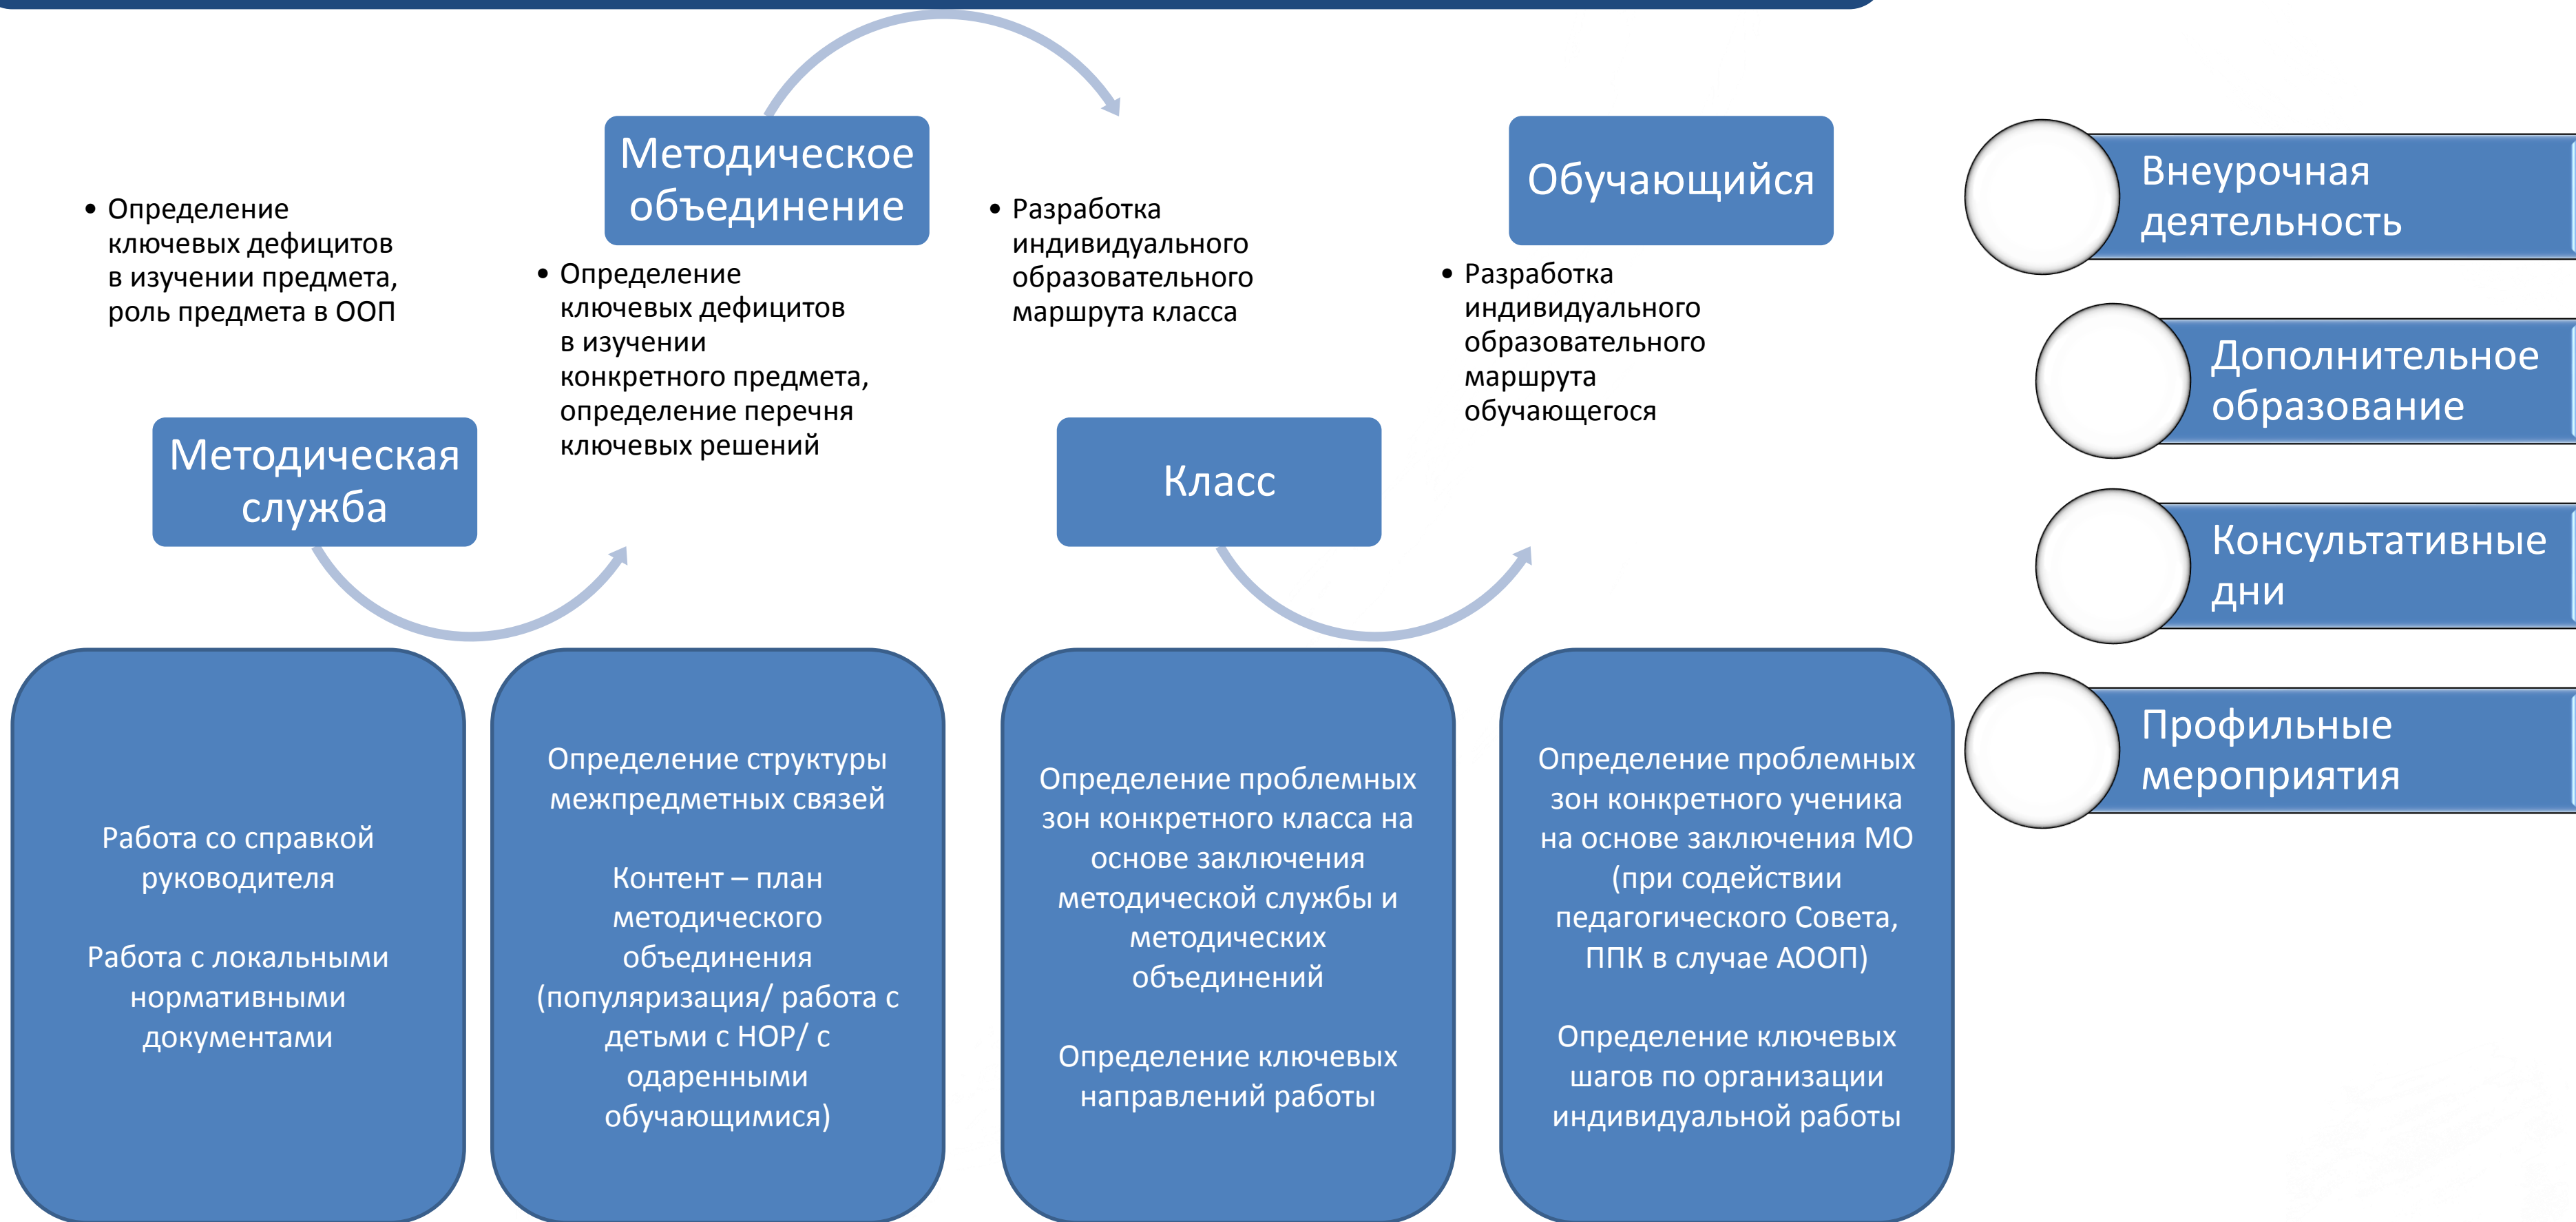 • Определение
ключевых дефицитов
в изучении предмета,
роль предмета в ООП
Методическая
служба
Методическое
объединение
• Определение
ключевых дефицитов
в изучении
конкретного предмета,
определение перечня
ключевых решений
• Разработка
индивидуального
образовательного
маршрута класса
Класс
Обучающийся
• Разработка
индивидуального
образовательного
маршрута
обучающегося
Внеурочная
деятельность
Дополнительное
образование
Консультативные
дни
Профильные
мероприятия
Работа со справкой
руководителя
Работа с локальными
нормативными
документами
Определение структуры
межпредметных связей
Контент – план
методического
объединения
(популяризация/ работа с
детьми с НОР/ с
одаренными
обучающимися)
Определение проблемных
зон конкретного класса на
основе заключения
методической службы и
методических
объединений
Определение ключевых
направлений работы
Определение проблемных
зон конкретного ученика
на основе заключения МО
(при содействии
педагогического Совета,
ППК в случае АООП)
Определение ключевых
шагов по организации
индивидуальной работы